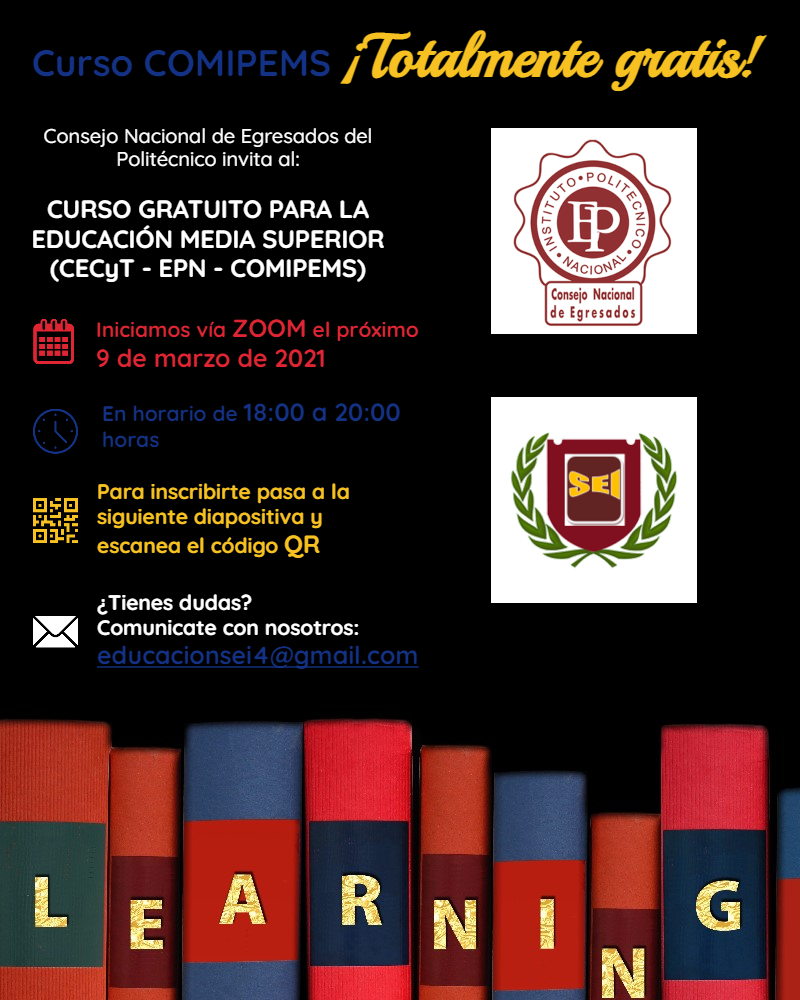 Curso COMIPEMS ¡Totalmente gratis!
Consejo Nacional de Egresados del
Politécnico invita al:
CURSO GRATUITO PARA LA
EDUCACIÓN MEDIA SUPERIOR
(CECyT - EPN - COMIPEMS)
Iniciamos vía ZOOM el próximo
9 de marzo de 2021
En horario de 18:00 a 20:00
horas
Para inscribirte pasa a la
siguiente diapositiva y
escanea el código QR
¿Tienes dudas?
Comunicate con nosotros:
educacionsei4@gmail.com
INSTITUTO • POLITECNICO • NACIONAL •
EP
Consejo Nacional
de Egresados
SEI
LEARNING